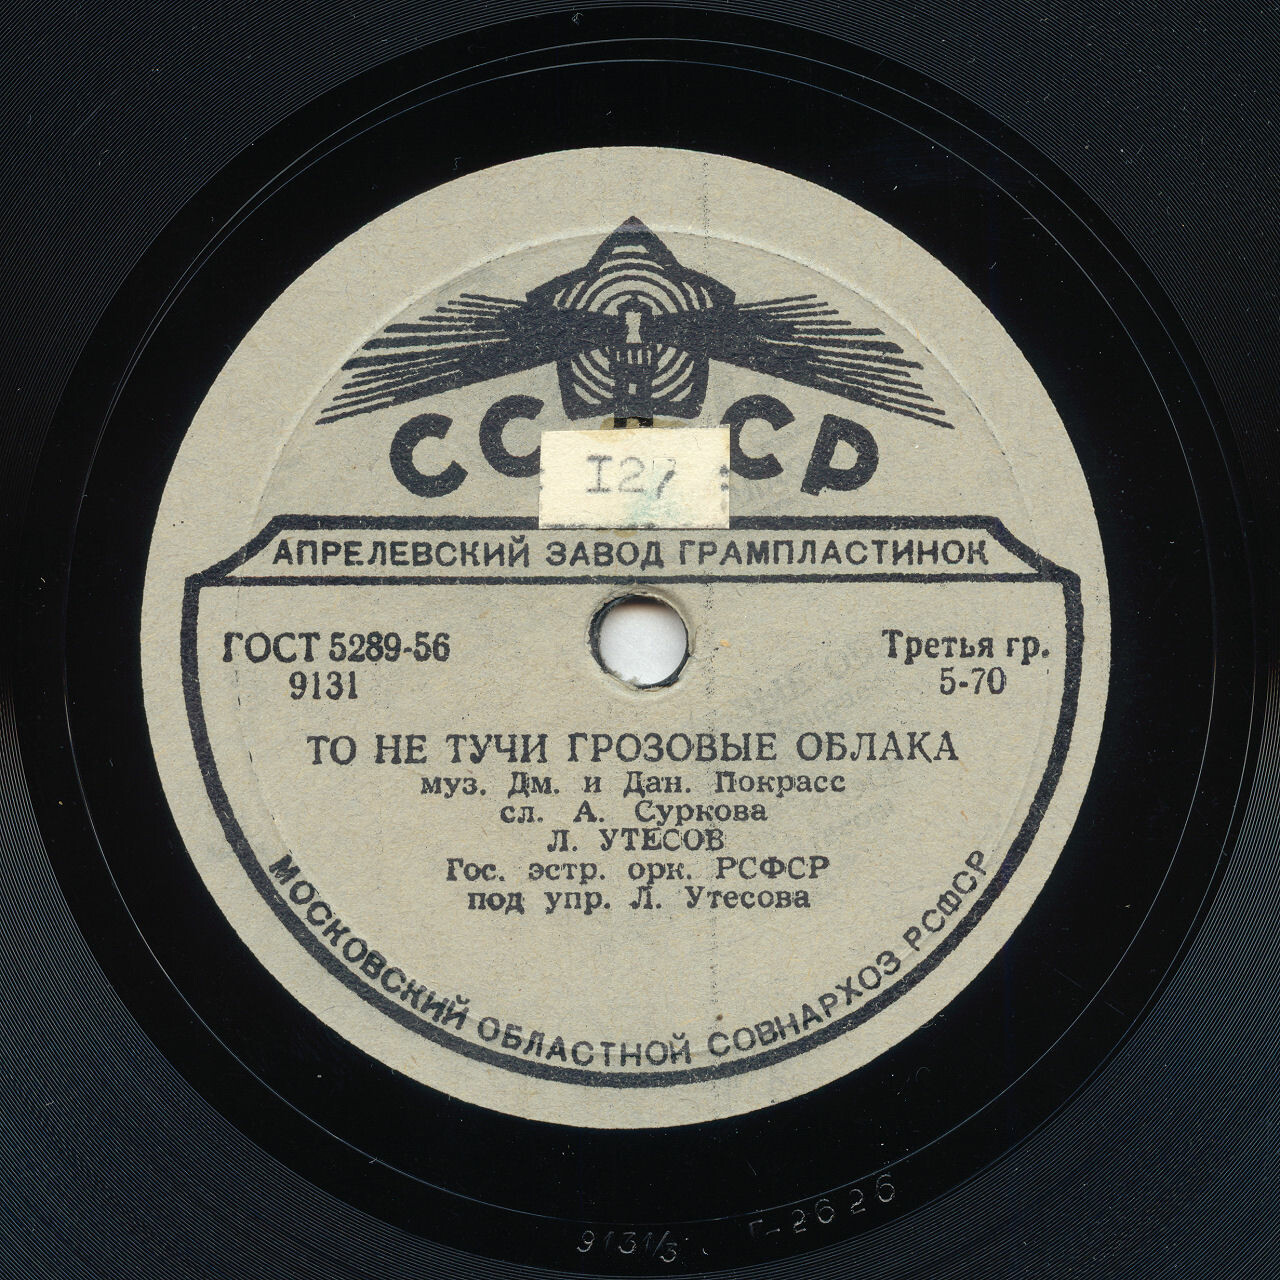 СССР
127
АПРЕЛЕВСКИЙ ЗАВОД ГРАМПЛАСТИНОК
ГОСТ 5289-56
9131
Третья гр.
5-70
ТО НЕ ТУЧИ ГРОЗОВЫЕ ОБЛАКА
муз. Дм. и Дан. Покрасс
сл. А. Суркова
Л. УТЕСОВ
Гос. эстр. орк. РСФСР
под упр. Л. Утесова
МОСКОВСКИЙ ОБЛАСТНОЙ СОВНАРХОЗ РСФСР
9131/3
Г-2626